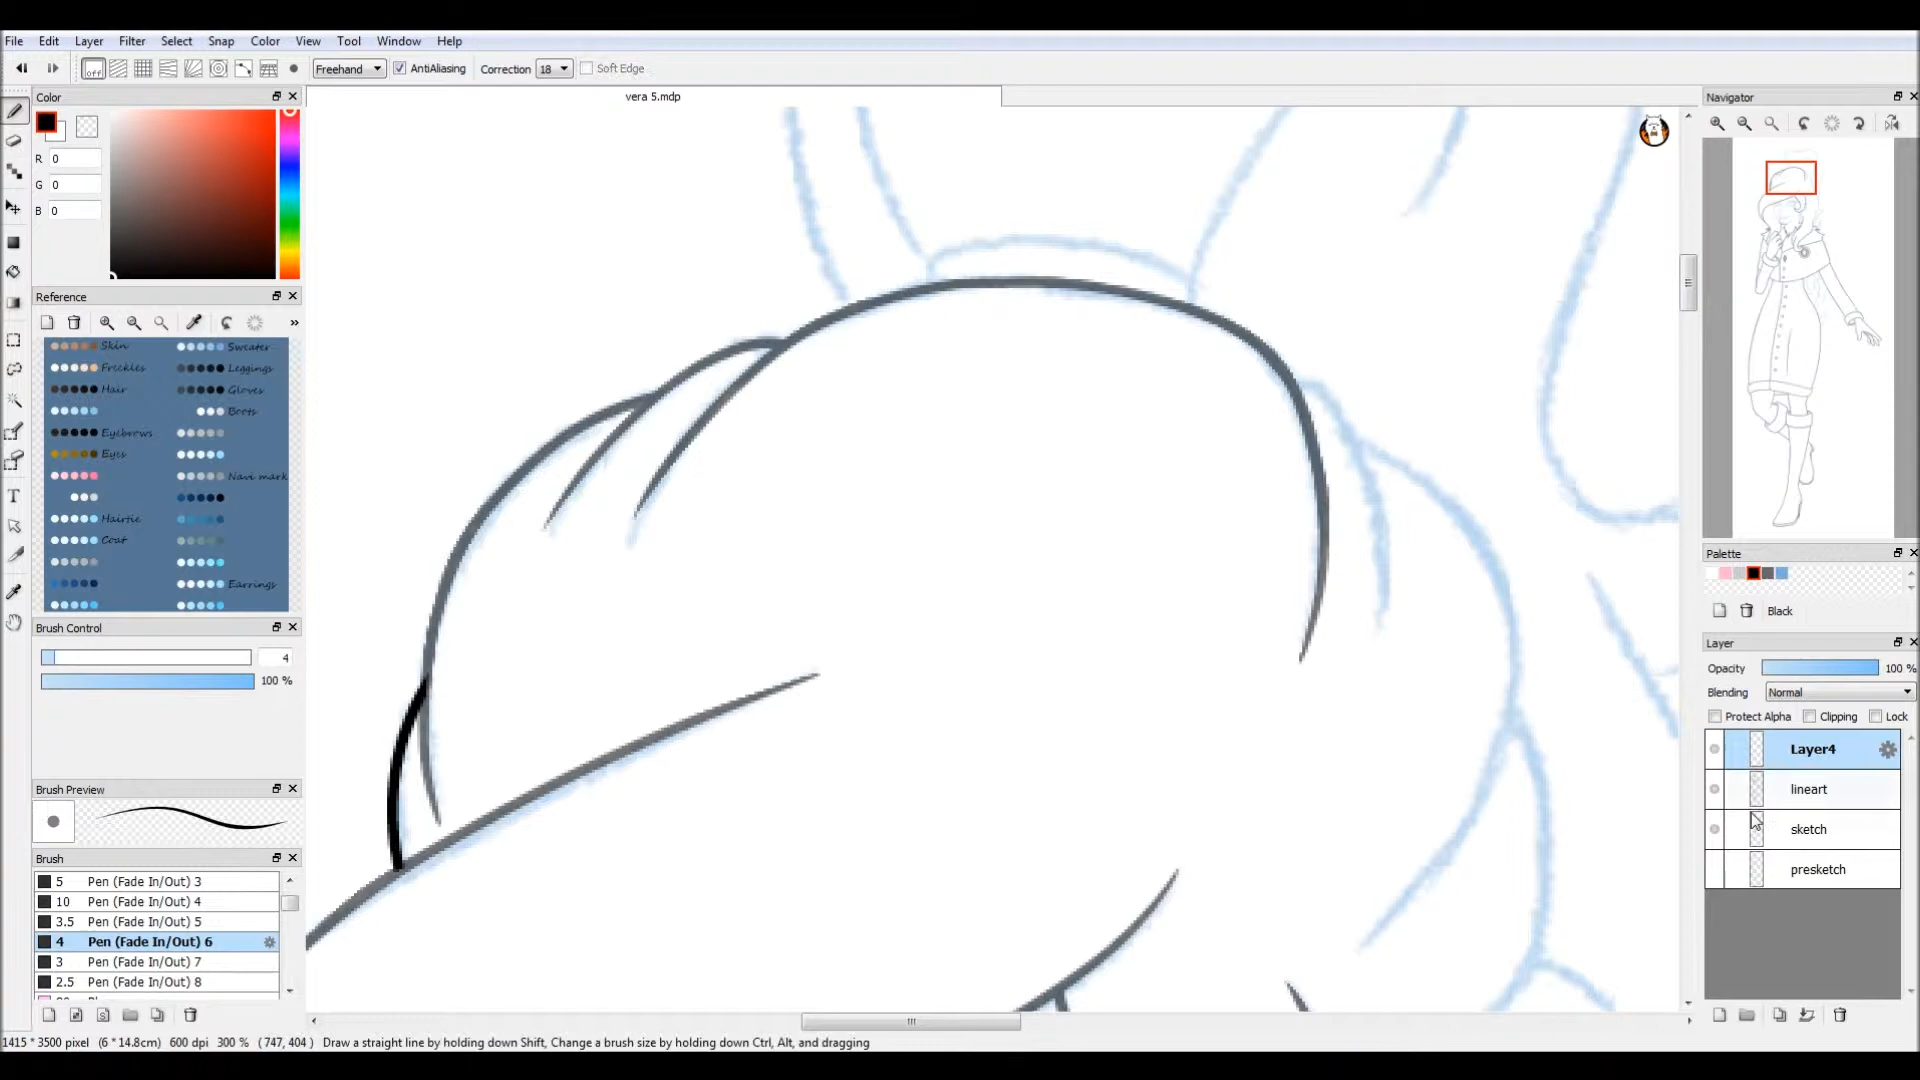 File Edit Layer Filter Select Snap Color View Tool Window Help
off Freehand AntiAliasing Correction 18 Soft Edge
Color
vera 5.mdp
Navigator
R 0
G 0
B 0
Reference
Skin Sweater
Freckles Leggings
Hair Gloves
Boots
Eyebrows
Eyes
Navi mark
Hairtie
Coat
Earrings
Palette
Black
Brush Control
4
100 %
Layer
Opacity 100 %
Blending Normal
Protect Alpha Clipping Lock
Layer4
lineart
sketch
presketch
Brush Preview
Brush
5 Pen (Fade In/Out) 3
10 Pen (Fade In/Out) 4
3.5 Pen (Fade In/Out) 5
4 Pen (Fade In/Out) 6
3 Pen (Fade In/Out) 7
2.5 Pen (Fade In/Out) 8
1415 * 3500 pixel (6 * 14.8cm) 600 dpi 300 % ( 747, 404 ) Draw a straight line by holding down Shift, Change a brush size by holding down Ctrl, Alt, and dragging